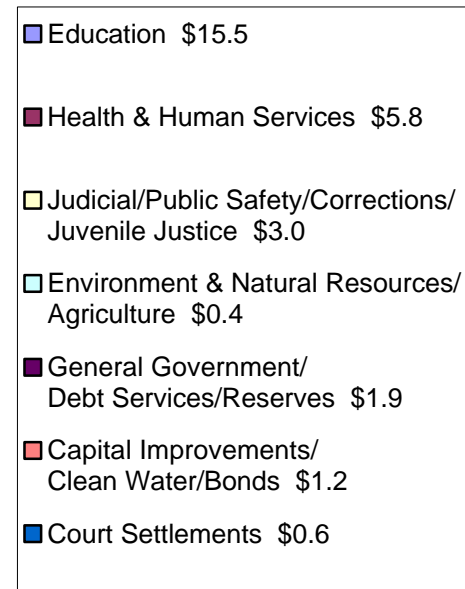 Education $15.5
Health & Human Services $5.8
Judicial/Public Safety/Corrections/
Juvenile Justice $3.0
Environment & Natural Resources/
Agriculture $0.4
General Government/
Debt Services/Reserves $1.9
Capital Improvements/
Clean Water/Bonds $1.2
Court Settlements $0.6